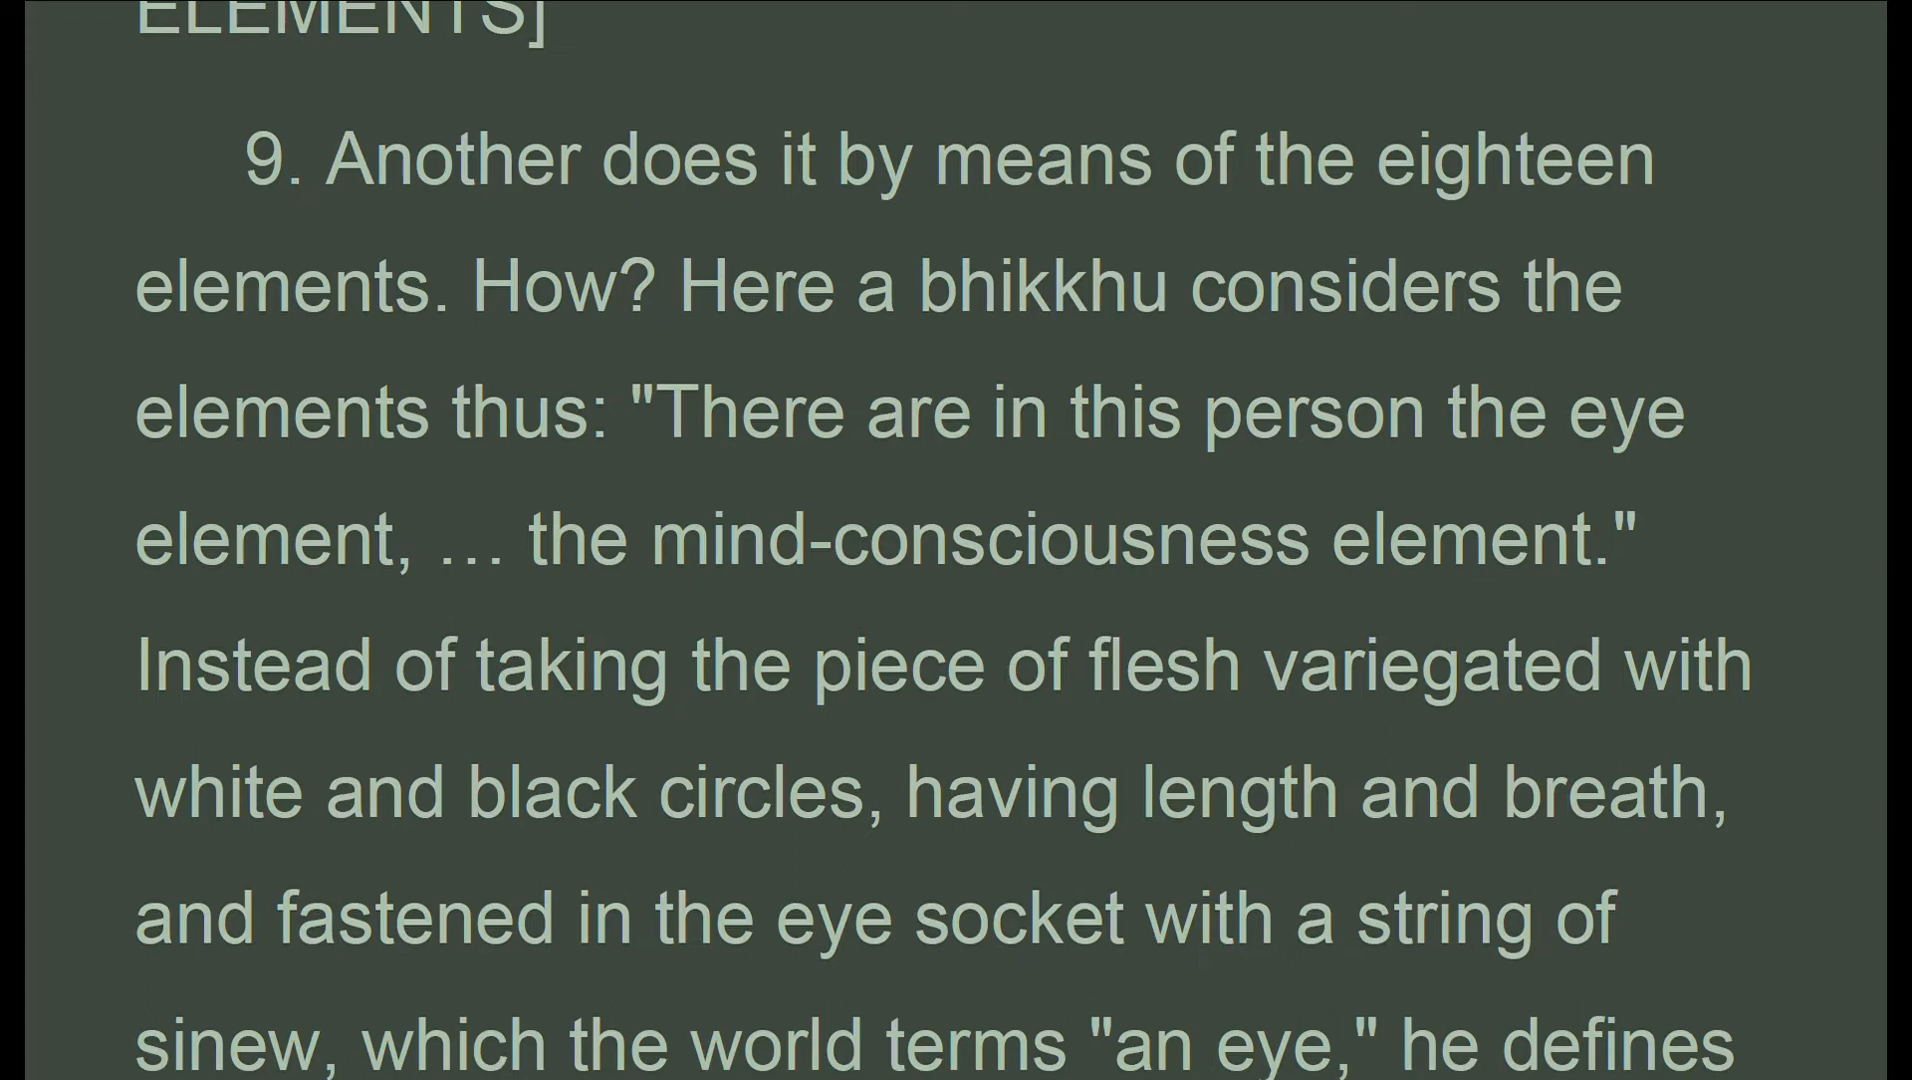 ELEMENTS]
9. Another does it by means of the eighteen
elements. How? Here a bhikkhu considers the
elements thus: "There are in this person the eye
element, … the mind-consciousness element."
Instead of taking the piece of flesh variegated with
white and black circles, having length and breath,
and fastened in the eye socket with a string of
sinew, which the world terms "an eye," he defines